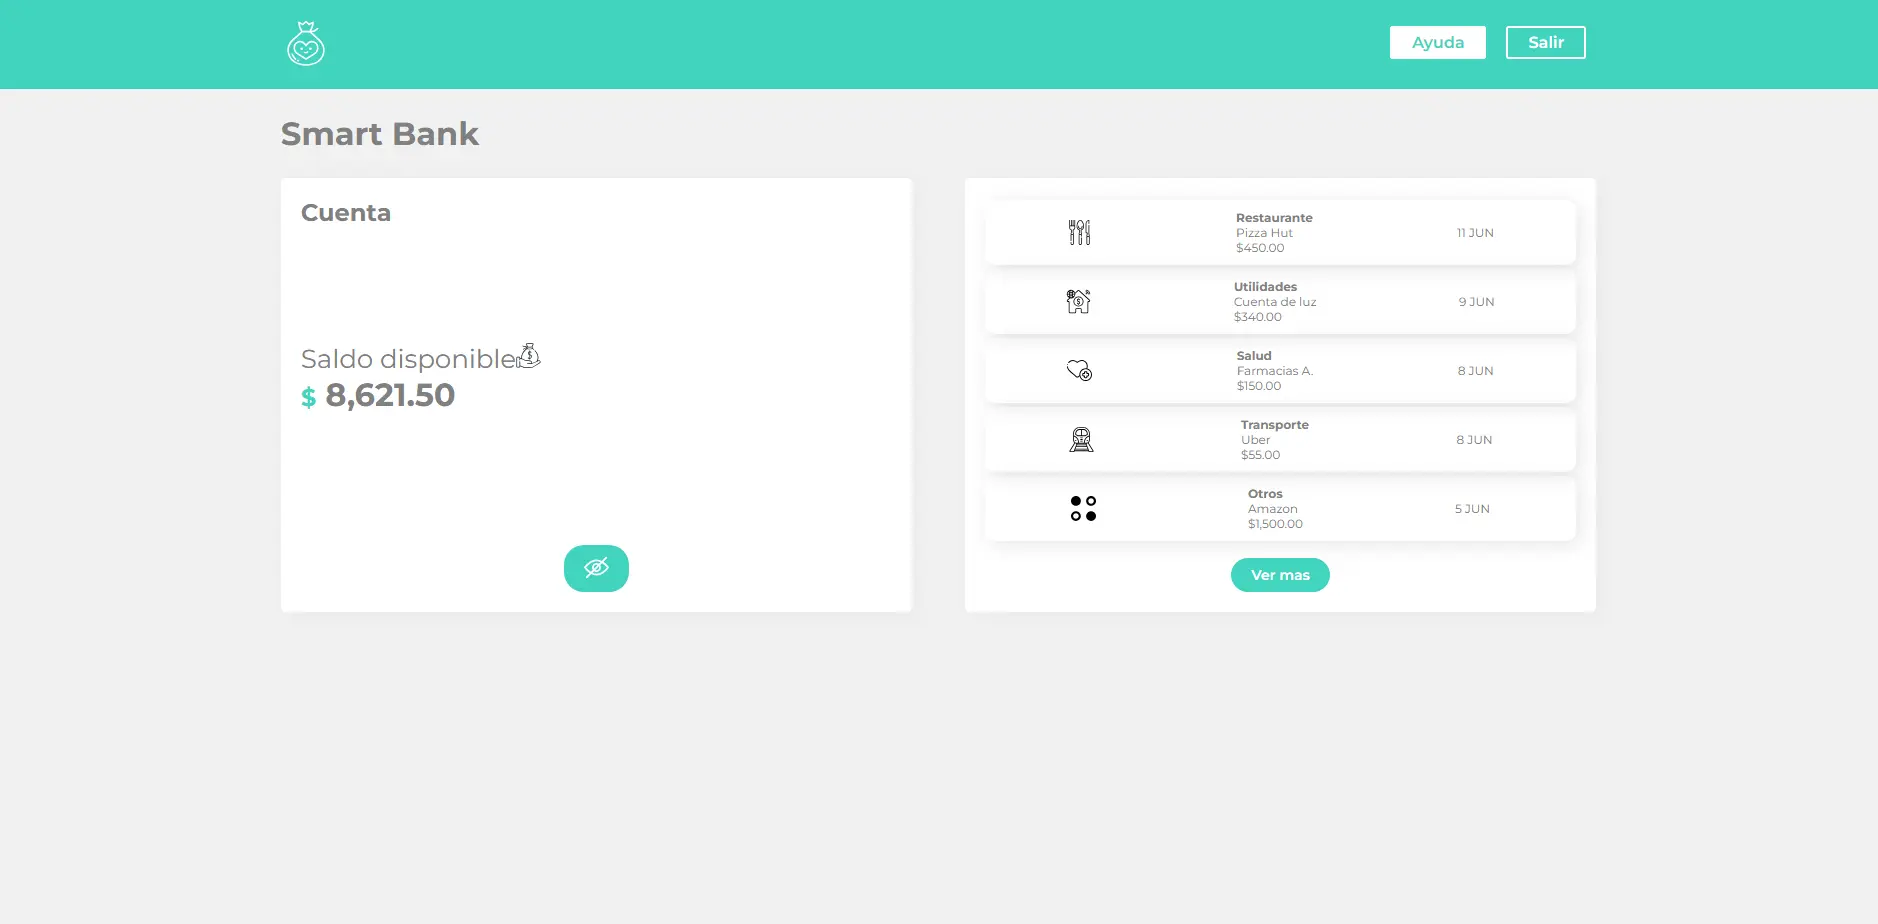 Ayuda
Salir
Smart Bank
Cuenta
Saldo disponible
$ 8,621.50
Restaurante
Pizza Hut
$450.00
11 JUN
Utilidades
Cuenta de luz
$340.00
9 JUN
Salud
Farmacias A.
$150.00
8 JUN
Transporte
Uber
$55.00
8 JUN
Otros
Amazon
$1,500.00
5 JUN
Ver mas